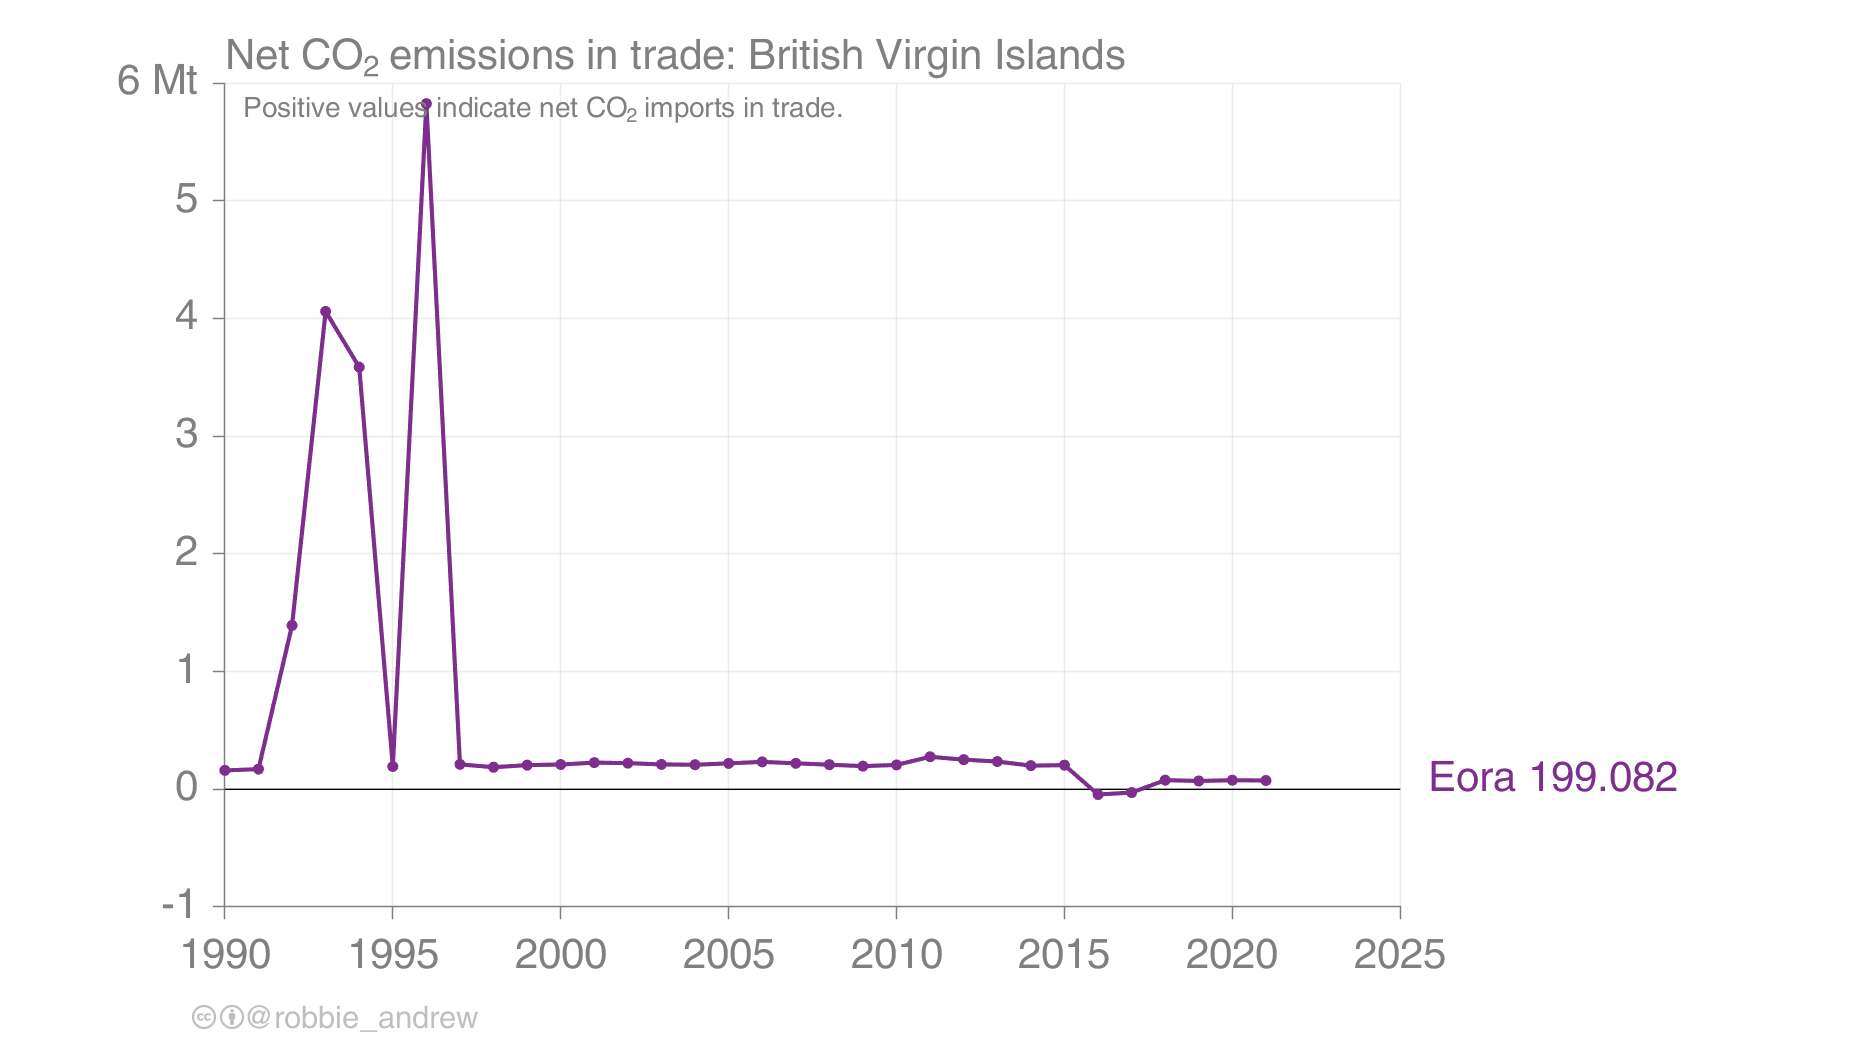 Net CO₂ emissions in trade: British Virgin Islands
6 Mt
Positive values indicate net CO₂ imports in trade.
5
4
3
2
1
0
Eora 199.082
-1
1990 1995 2000 2005 2010 2015 2020 2025
@robbie_andrew